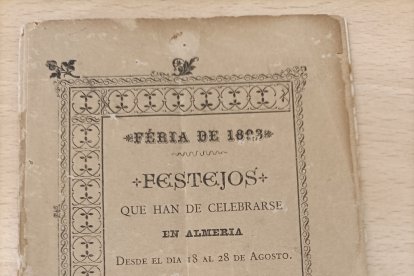 FÉRIA DE 1893
FESTEJOS
QUE HAN DE CELEBRARSE
EN ALMERIA
DESDE EL DIA 18 AL 28 DE AGOSTO.